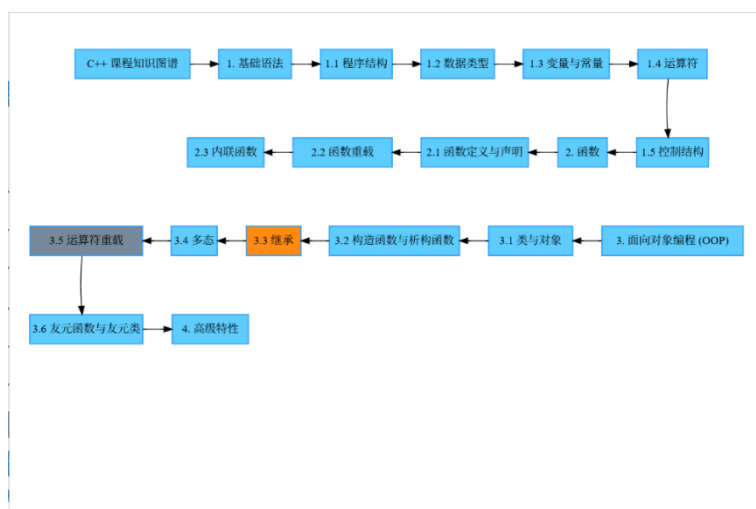 C++ 课程知识图谱
1. 基础语法
1.1 程序结构
1.2 数据类型
1.3 变量与常量
1.4 运算符
2.3 内联函数
2.2 函数重载
2.1 函数定义与声明
2. 函数
1.5 控制结构
3.5 运算符重载
3.4 多态
3.3 继承
3.2 构造函数与析构函数
3.1 类与对象
3. 面向对象编程 (OOP)
3.6 友元函数与友元类
4. 高级特性